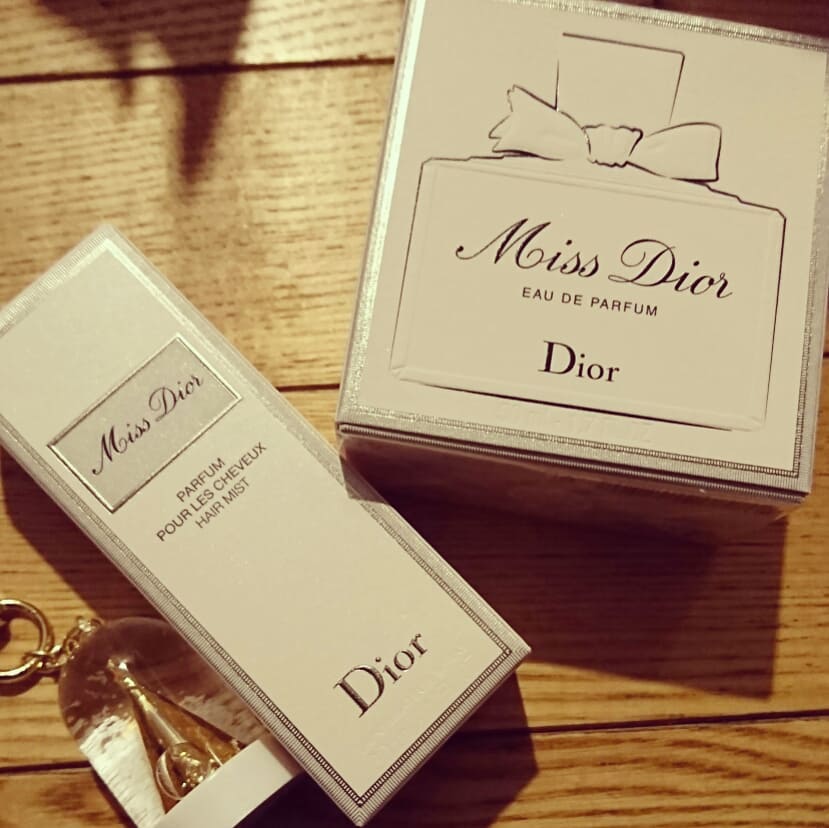 Miss Dior
EAU DE PARFUM
Dior
Miss Dior
PARFUM
POUR LES CHEVEUX
HAIR MIST
Dior